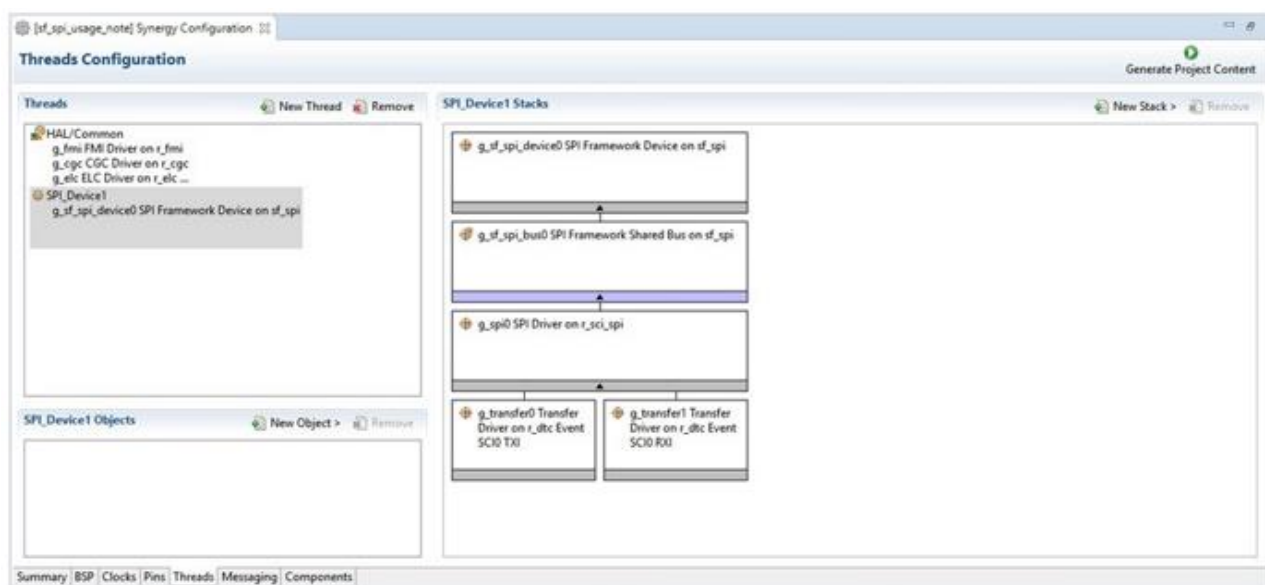 [sf_spi_usage_note] Synergy Configuration
Threads Configuration
Generate Project Content
Threads
New Thread
Remove
HAL/Common
g_fmi FMI Driver on r_fmi
g_cgc CGC Driver on r_cgc
g_elc ELC Driver on r_elc ...
SPI_Device1
g_sf_spi_device0 SPI Framework Device on sf_spi
SPI_Device1 Objects
New Object >
Remove
SPI_Device1 Stacks
New Stack >
Remove
g_sf_spi_device0 SPI Framework Device on sf_spi
g_sf_spi_bus0 SPI Framework Shared Bus on sf_spi
g_spi0 SPI Driver on r_sci_spi
g_transfer0 Transfer
Driver on r_dtc Event
SCI0 TXI
g_transfer1 Transfer
Driver on r_dtc Event
SCI0 RXI
Summary BSP Clocks Pins Threads Messaging Components